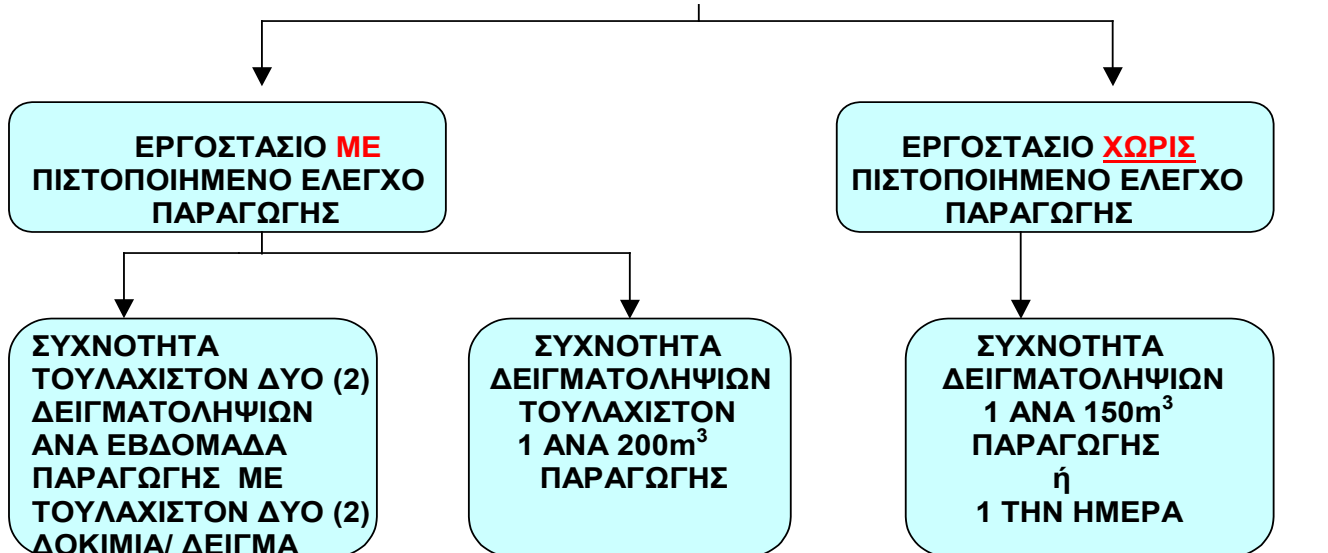 ΕΡΓΟΣΤΑΣΙΟ ΜΕ
ΠΙΣΤΟΠΟΙΗΜΕΝΟ ΕΛΕΓΧΟ
ΠΑΡΑΓΩΓΗΣ
ΕΡΓΟΣΤΑΣΙΟ ΧΩΡΙΣ
ΠΙΣΤΟΠΟΙΗΜΕΝΟ ΕΛΕΓΧΟ
ΠΑΡΑΓΩΓΗΣ
ΣΥΧΝΟΤΗΤΑ
ΤΟΥΛΑΧΙΣΤΟΝ ΔΥΟ (2)
ΔΕΙΓΜΑΤΟΛΗΨΙΩΝ
ΑΝΑ ΕΒΔΟΜΑΔΑ
ΠΑΡΑΓΩΓΗΣ ΜΕ
ΤΟΥΛΑΧΙΣΤΟΝ ΔΥΟ (2)
ΔΟΚΙΜΙΑ/ ΔΕΙΓΜΑ
ΣΥΧΝΟΤΗΤΑ
ΔΕΙΓΜΑΤΟΛΗΨΙΩΝ
ΤΟΥΛΑΧΙΣΤΟΝ
1 ΑΝΑ 200m³
ΠΑΡΑΓΩΓΗΣ
ΣΥΧΝΟΤΗΤΑ
ΔΕΙΓΜΑΤΟΛΗΨΙΩΝ
1 ΑΝΑ 150m³
ΠΑΡΑΓΩΓΗΣ
ή
1 ΤΗΝ ΗΜΕΡΑ